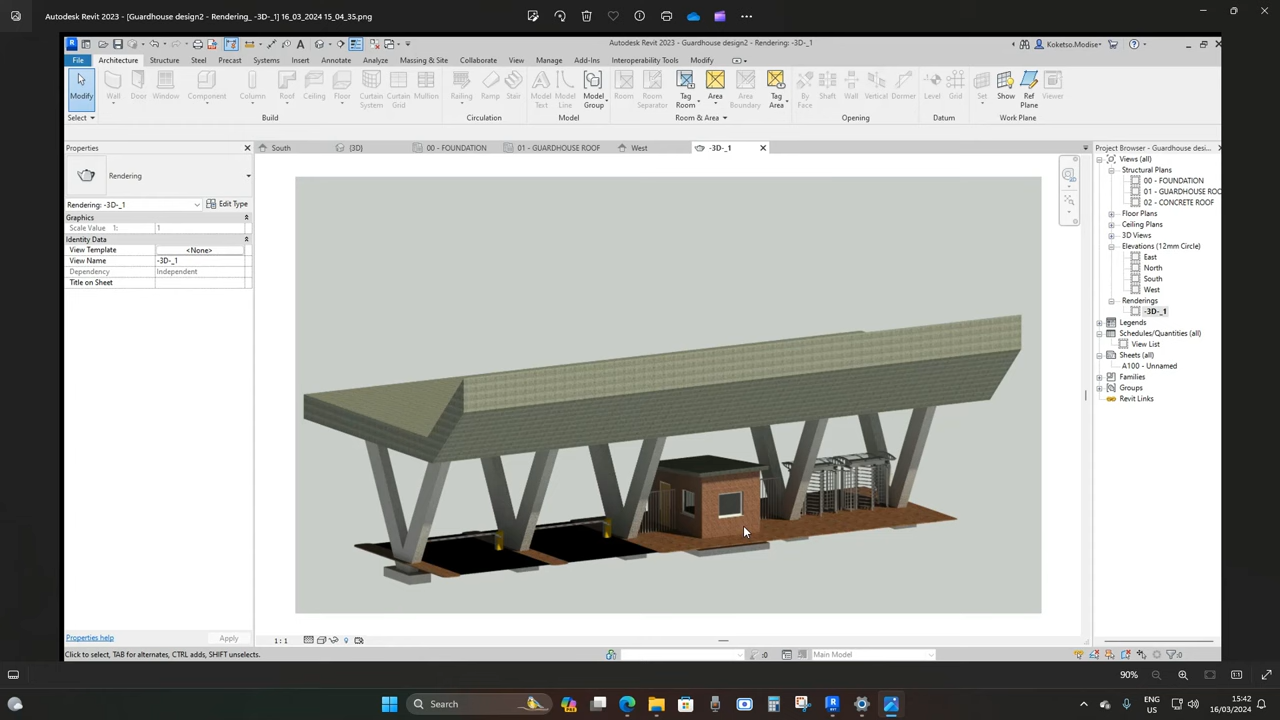 Autodesk Revit 2023 - [Guardhouse design2 - Rendering_ -3D-_1] 16_03_2024 15_04_35.png
Autodesk Revit 2023 - Guardhouse design2 - Rendering: -3D-_1
Koketso.Modise
File Architecture Structure Steel Precast Systems Insert Annotate Analyze Massing & Site Collaborate View Manage Add-Ins Interoperability Tools Modify
Modify Wall Door Window Component Column Roof Ceiling Floor Curtain System Curtain Grid Mullion Railing Ramp Stair Model Text Model Line Model Group Room Room Separator Tag Room Area Area Boundary Tag Area By Face Shaft Wall Vertical Dormer Level Grid Set Show Ref Plane Viewer
Select Build Circulation Model Room & Area Opening Datum Work Plane
Properties
South {3D} 00 - FOUNDATION 01 - GUARDHOUSE ROOF West -3D-_1
Project Browser - Guardhouse desi...
Rendering
Rendering: -3D-_1 Edit Type
Graphics
Scale Value 1: 1
Identity Data
View Template <None>
View Name -3D-_1
Dependency Independent
Title on Sheet
Views (all)
Structural Plans
00 - FOUNDATION
01 - GUARDHOUSE ROO
02 - CONCRETE ROOF
Floor Plans
Ceiling Plans
3D Views
Elevations (12mm Circle)
East
North
South
West
Renderings
-3D-_1
Legends
Schedules/Quantities (all)
View List
Sheets (all)
A100 - Unnamed
Families
Groups
Revit Links
Properties help Apply
1 : 1
Click to select, TAB for alternates, CTRL adds, SHIFT unselects.
:0 Main Model :0
90%
Search
ENG
US
15:42
16/03/2024